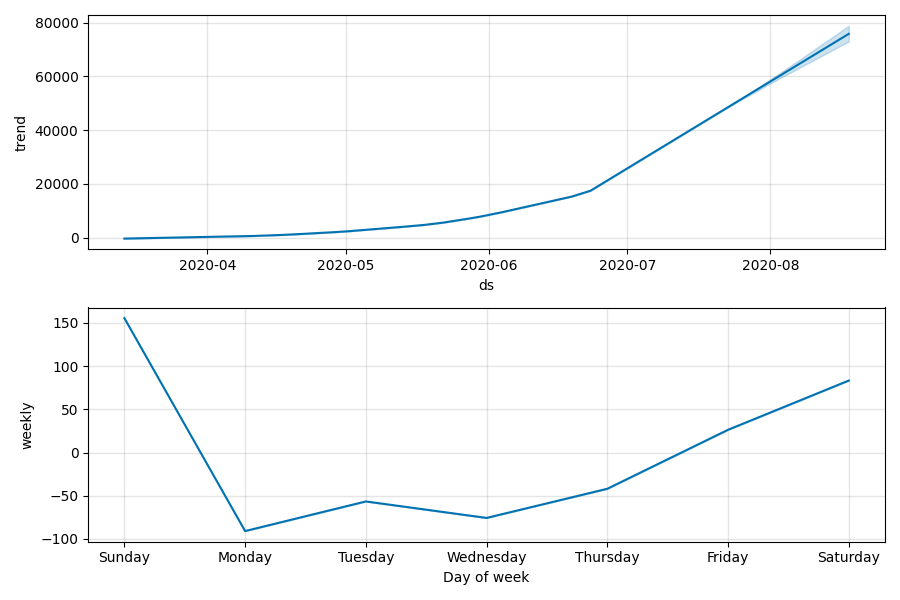 80000
60000
40000
20000
0
trend
2020-04 2020-05 2020-06 2020-07 2020-08
ds
150
100
50
0
−50
−100
weekly
Sunday Monday Tuesday Wednesday Thursday Friday Saturday
Day of week